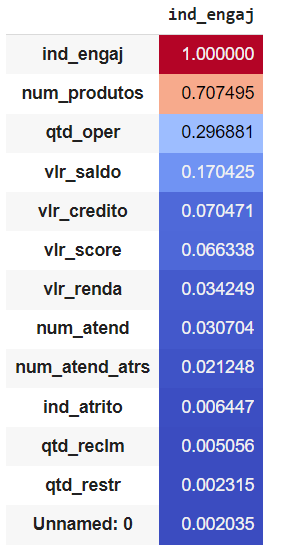 ind_engaj
ind_engaj 1.000000
num_produtos 0.707495
qtd_oper 0.296881
vlr_saldo 0.170425
vlr_credito 0.070471
vlr_score 0.066338
vlr_renda 0.034249
num_atend 0.030704
num_atend_atrs 0.021248
ind_atrito 0.006447
qtd_reclm 0.005056
qtd_restr 0.002315
Unnamed: 0 0.002035